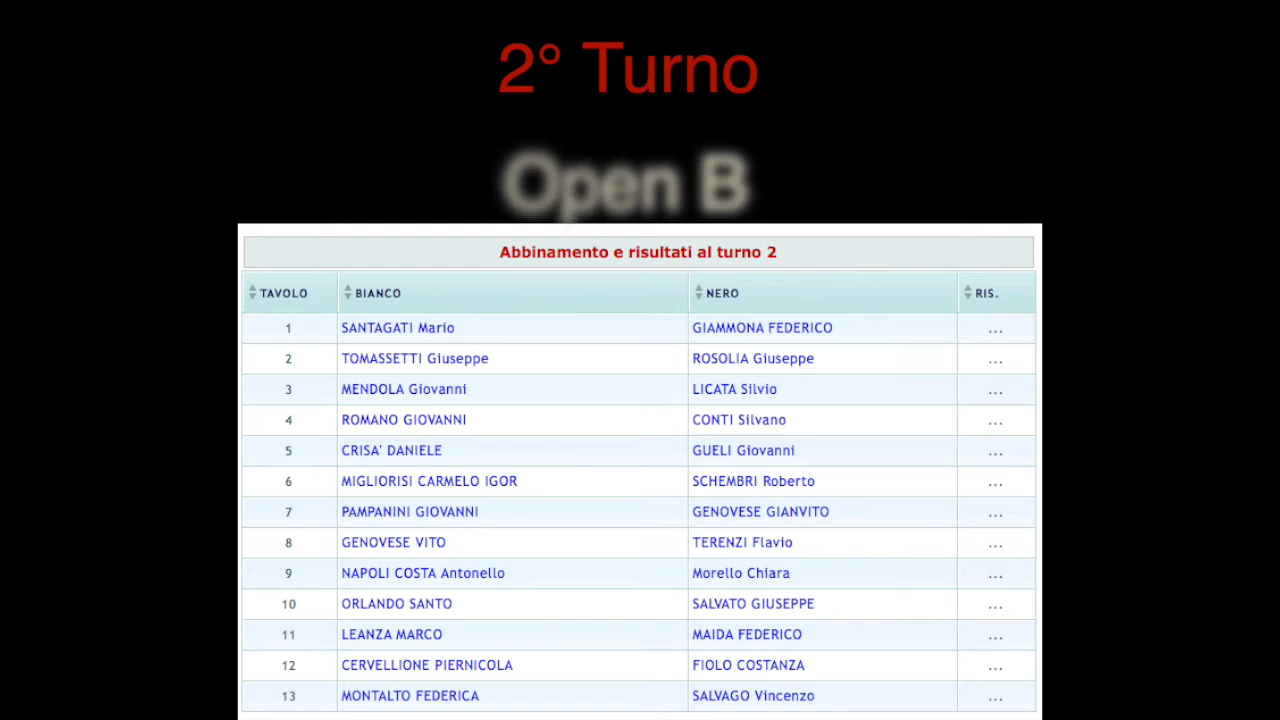 2° Turno
Open B
Abbinamento e risultati al turno 2
TAVOLO BIANCO NERO RIS.
1 SANTAGATI Mario GIAMMONA FEDERICO ...
2 TOMASSETTI Giuseppe ROSOLIA Giuseppe ...
3 MENDOLA Giovanni LICATA Silvio ...
4 ROMANO GIOVANNI CONTI Silvano ...
5 CRISA' DANIELE GUELI Giovanni ...
6 MIGLIORISI CARMELO IGOR SCHEMBRI Roberto ...
7 PAMPANINI GIOVANNI GENOVESE GIANVITO ...
8 GENOVESE VITO TERENZI Flavio ...
9 NAPOLI COSTA Antonello Morello Chiara ...
10 ORLANDO SANTO SALVATO GIUSEPPE ...
11 LEANZA MARCO MAIDA FEDERICO ...
12 CERVELLIONE PIERNICOLA FIOLO COSTANZA ...
13 MONTALTO FEDERICA SALVAGO Vincenzo ...